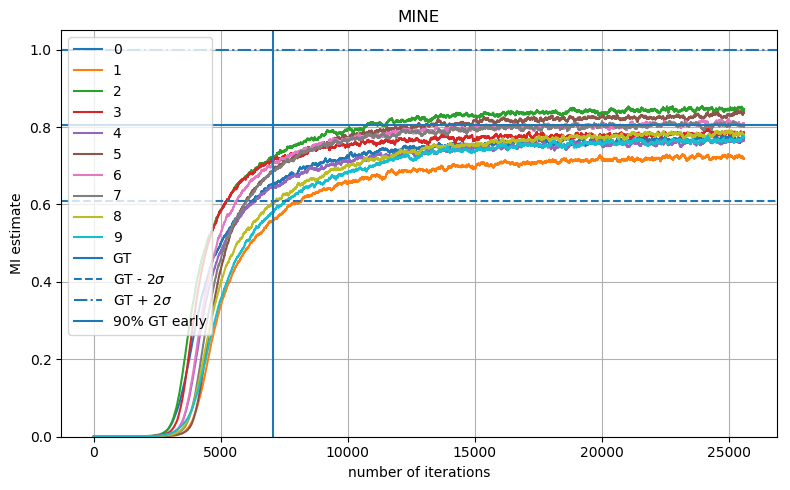 MINE
MI estimate
1.0
0.8
0.6
0.4
0.2
0.0
0
1
2
3
4
5
6
7
8
9
GT
GT - 2σ
GT + 2σ
90% GT early
0 5000 10000 15000 20000 25000
number of iterations